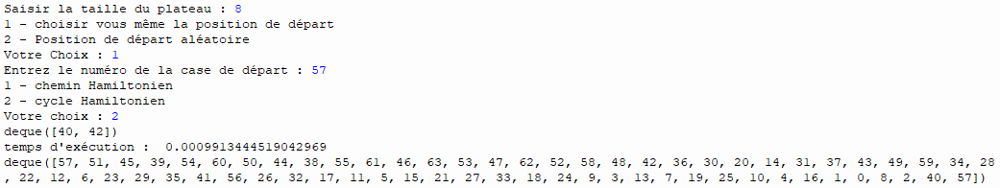 Saisir la taille du plateau : 8
1 - choisir vous même la position de départ
2 - Position de départ aléatoire
Votre Choix : 1
Entrez le numéro de la case de départ : 57
1 - chemin Hamiltonien
2 - cycle Hamiltonien
Votre choix : 2
deque([40, 42])
temps d'exécution :  0.0009913444519042969
deque([57, 51, 45, 39, 54, 60, 50, 44, 38, 55, 61, 46, 63, 53, 47, 62, 52, 58, 48, 42, 36, 30, 20, 14, 31, 37, 43, 49, 59, 34, 28
, 22, 12, 6, 23, 29, 35, 41, 56, 26, 32, 17, 11, 5, 15, 21, 27, 33, 18, 24, 9, 3, 13, 7, 19, 25, 10, 4, 16, 1, 0, 8, 2, 40, 57])